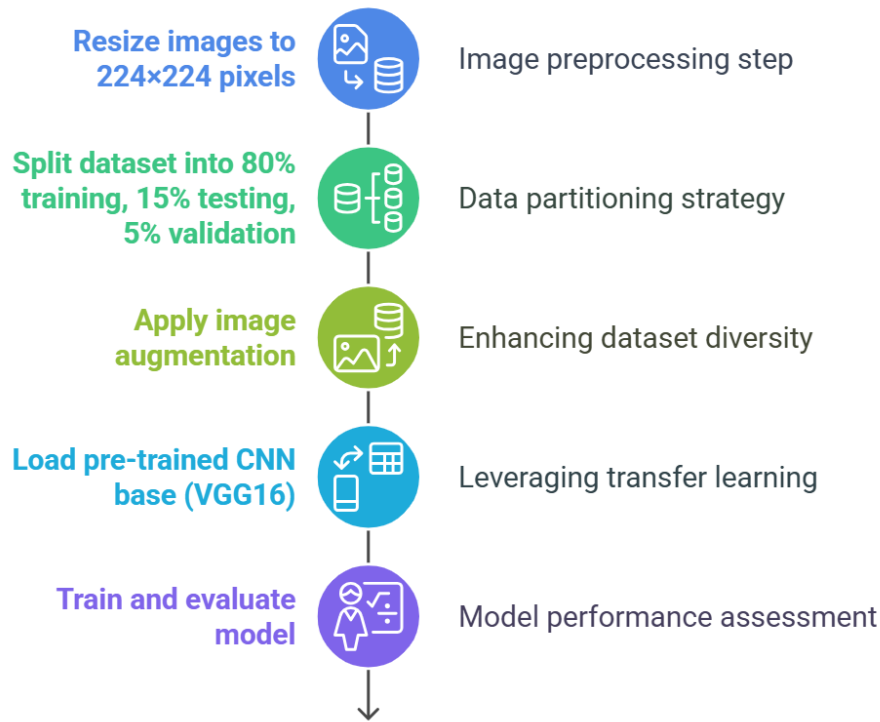 Resize images to
224×224 pixels
Image preprocessing step
Split dataset into 80%
training, 15% testing,
5% validation
Data partitioning strategy
Apply image
augmentation
Enhancing dataset diversity
Load pre-trained CNN
base (VGG16)
Leveraging transfer learning
Train and evaluate
model
Model performance assessment